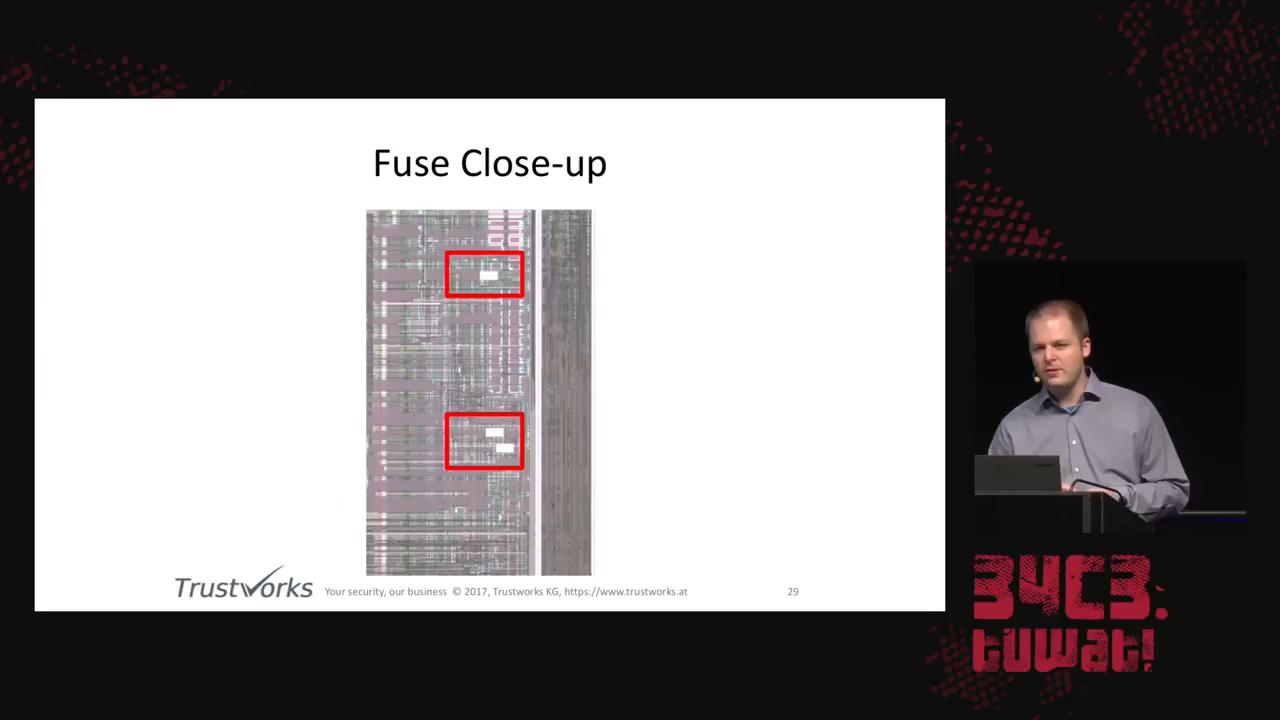 Fuse Close-up
Trustworks
Your security, our business © 2017, Trustworks KG, https://www.trustworks.at
29
34C3:
tuwat!